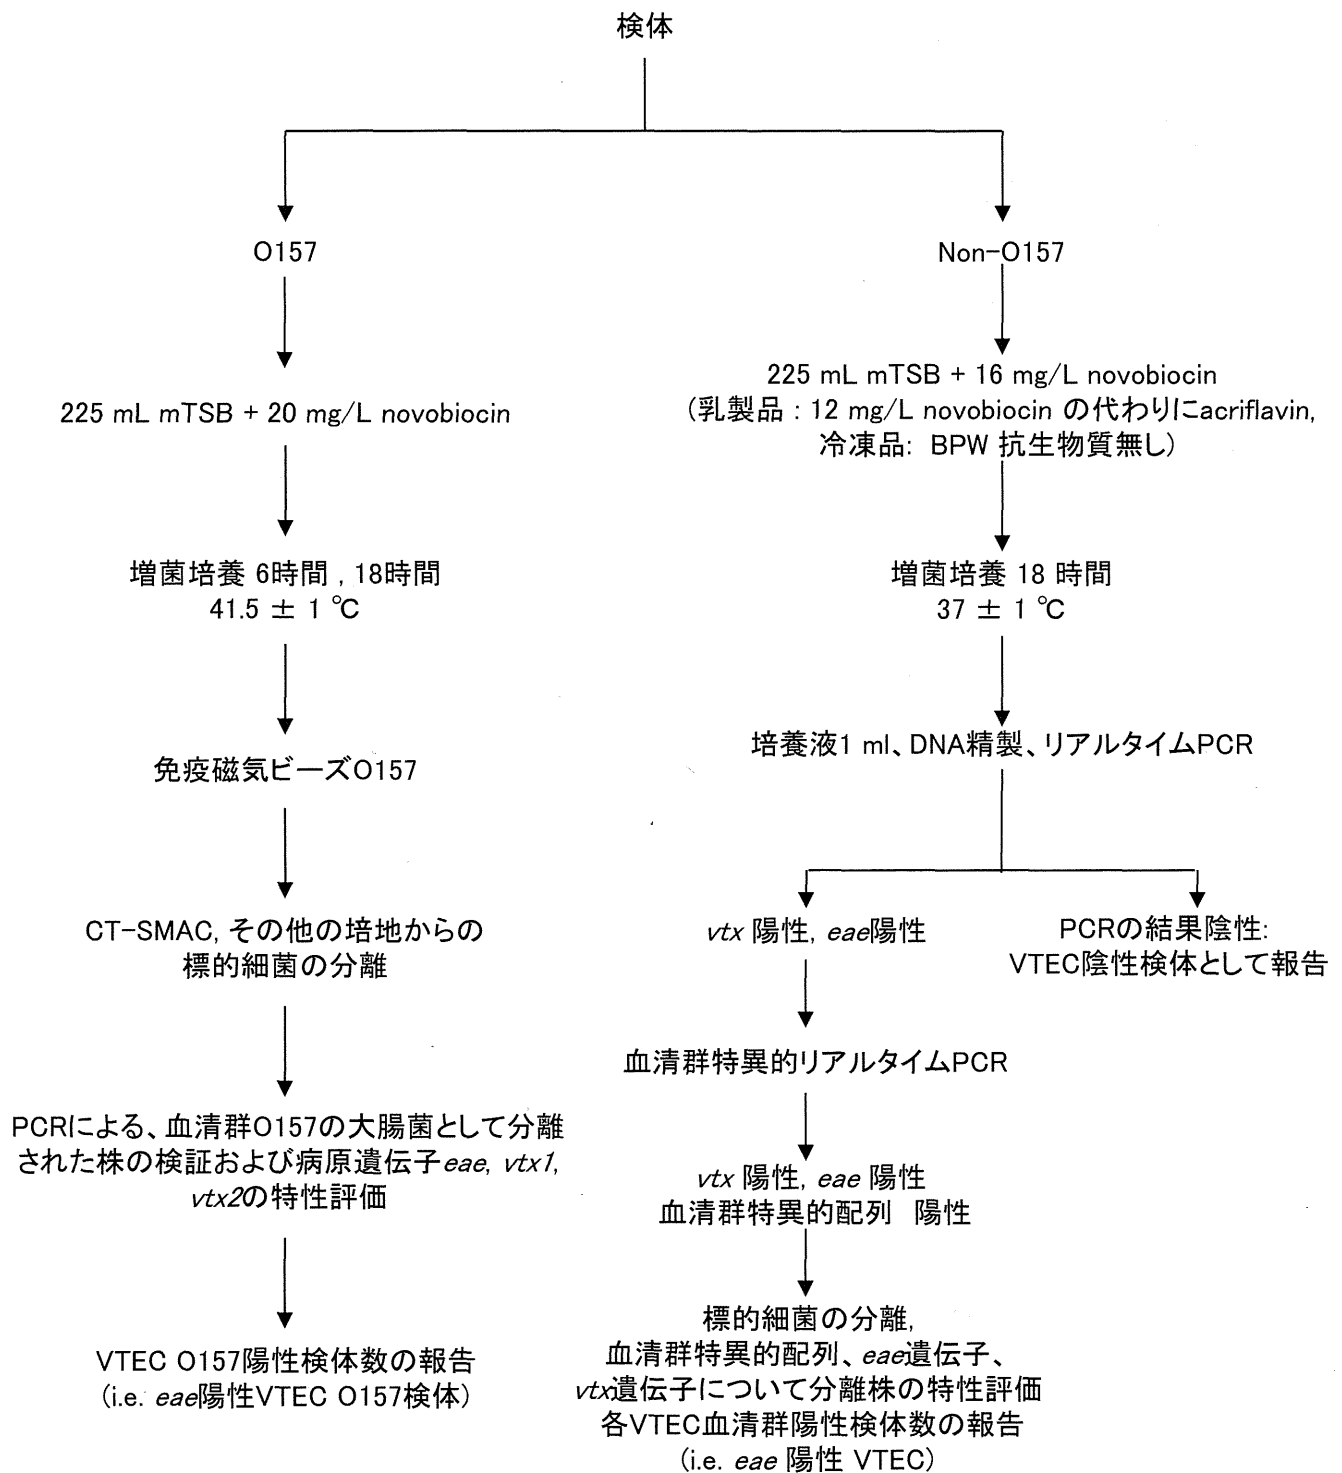 検体
O157
225 mL mTSB + 20 mg/L novobiocin
増菌培養 6時間 , 18時間
41.5 ± 1 ℃
免疫磁気ビーズO157
CT-SMAC, その他の培地からの
標的細菌の分離
PCRによる、血清群O157の大腸菌として分離
された株の検証および病原遺伝子eae, vtx1,
vtx2の特性評価
VTEC O157陽性検体数の報告
(i.e. eae陽性VTEC O157検体)
Non-O157
225 mL mTSB + 16 mg/L novobiocin
(乳製品 : 12 mg/L novobiocin の代わりにacriflavin,
冷凍品: BPW 抗生物質無し)
増菌培養 18 時間
37 ± 1 ℃
培養液1 ml、DNA精製、リアルタイムPCR
vtx 陽性, eae陽性
血清群特異的リアルタイムPCR
vtx 陽性, eae 陽性
血清群特異的配列 陽性
標的細菌の分離,
血清群特異的配列、eae遺伝子、
vtx遺伝子について分離株の特性評価
各VTEC血清群陽性検体数の報告
(i.e. eae 陽性 VTEC)
PCRの結果陰性:
VTEC陰性検体として報告